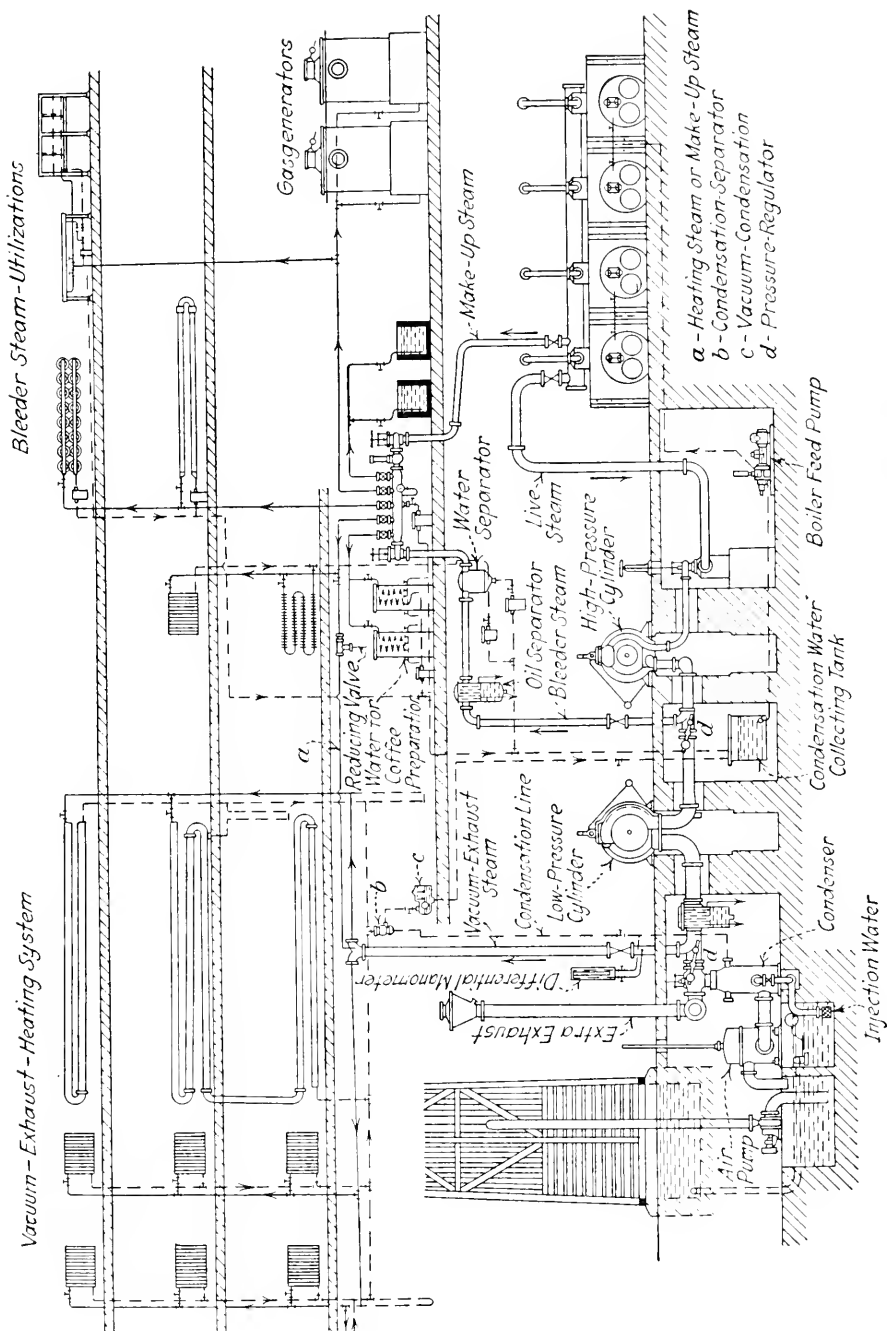 Vacuum-Exhaust-Heating System
Bleeder Steam-Utilizations
Gasgenerators
Make-Up Steam
a
Reducing Valve
Water for
Coffee
Preparation
Water
Separator
b
c
Oil Separator
Bleeder Steam
Live
Steam
High-Pressure
Cylinder
Vacuum-Exhaust
Steam
Condensation Line
Low-Pressure
Cylinder
Differential Manometer
Extra Exhaust
d
d
Air
Pump
Injection Water
Condenser
Condensation Water
Collecting Tank
Boiler Feed Pump
a-Heating Steam or Make-Up Steam
b-Condensation-Separator
c-Vacuum-Condensation
d-Pressure-Regulator